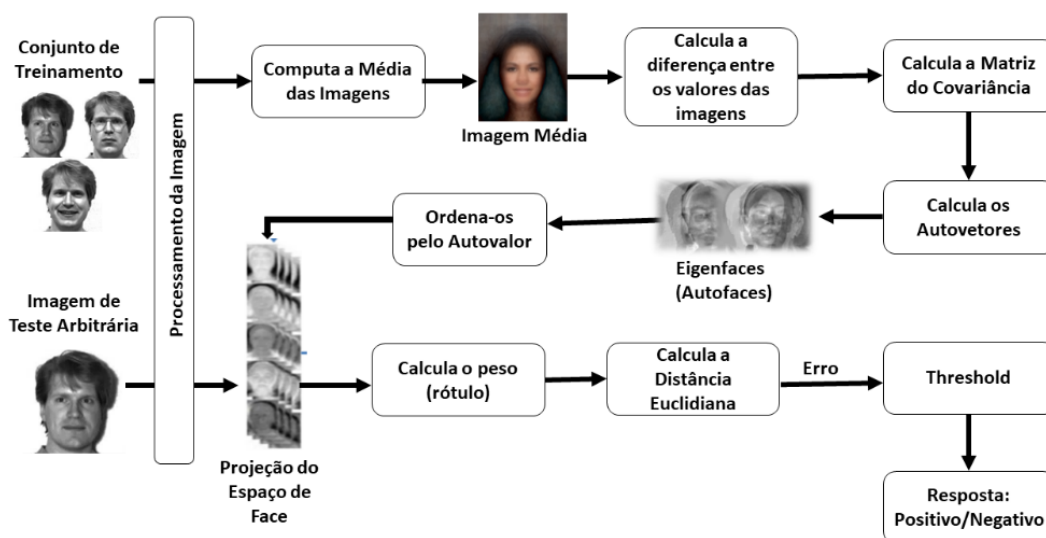 Conjunto de
Treinamento
Processamento da Imagem
Computa a Média
das Imagens
Imagem Média
Calcula a
diferença entre
os valores das
imagens
Calcula a Matriz
do Covariância
Calcula os
Autovetores
Eigenfaces
(Autofaces)
Ordena-os
pelo Autovalor
Imagem de
Teste Arbitrária
Projeção do
Espaço de
Face
Calcula o peso
(rótulo)
Calcula a
Distância
Euclidiana
Erro
Threshold
Resposta:
Positivo/Negativo